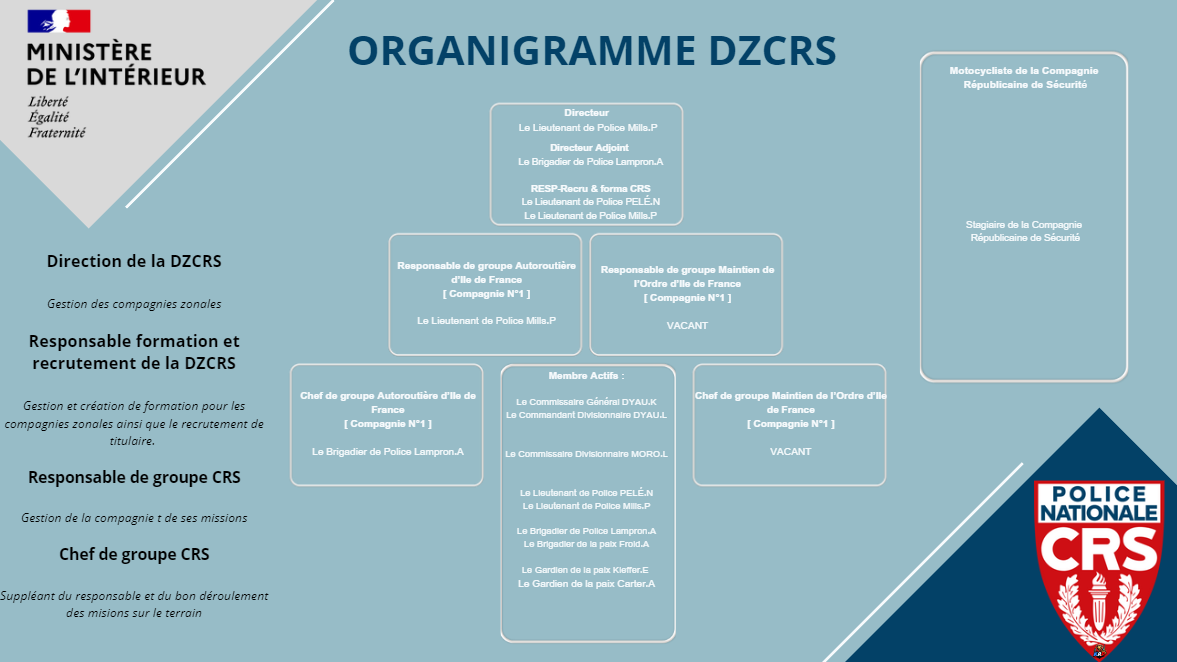 MINISTÈRE
DE L'INTÉRIEUR
Liberté
Égalité
Fraternité
ORGANIGRAMME DZCRS
Directeur
Le Lieutenant de Police Mills.P
Directeur Adjoint
Le Brigadier de Police Lampron.A
RESP-Recru & forma CRS
Le Lieutenant de Police PELÉ.N
Le Lieutenant de Police Mills.P
Motocycliste de la Compagnie
Républicaine de Sécurité
Stagiaire de la Compagnie
Républicaine de Sécurité
Responsable de groupe Autoroutière
d'Ile de France
[ Compagnie N°1 ]
Le Lieutenant de Police Mills.P
Responsable de groupe Maintien de
l'Ordre d'Ile de France
[ Compagnie N°1 ]
VACANT
Chef de groupe Autoroutière d'Ile de
France
[ Compagnie N°1 ]
Le Brigadier de Police Lampron.A
Membre Actifs :
Le Commissaire Général DYAU.K
Le Commandant Divisionnaire DYAU.L
Le Commissaire Divisionnaire MORO.L
Le Lieutenant de Police PELÉ.N
Le Lieutenant de Police Mills.P
Le Brigadier de Police Lampron.A
Le Brigadier de la paix Froid.A
Le Gardien de la paix Kieffer.E
Le Gardien de la paix Carter.A
Chef de groupe Maintien de l'Ordre d'Ile
de France
[ Compagnie N°1 ]
VACANT
Direction de la DZCRS
Gestion des compagnies zonales
Responsable formation et
recrutement de la DZCRS
Gestion et création de formation pour les
compagnies zonales ainsi que le recrutement de
titulaire.
Responsable de groupe CRS
Gestion de la compagnie t de ses missions
Chef de groupe CRS
Suppléant du responsable et du bon déroulement
des misions sur le terrain
POLICE
NATIONALE
CRS